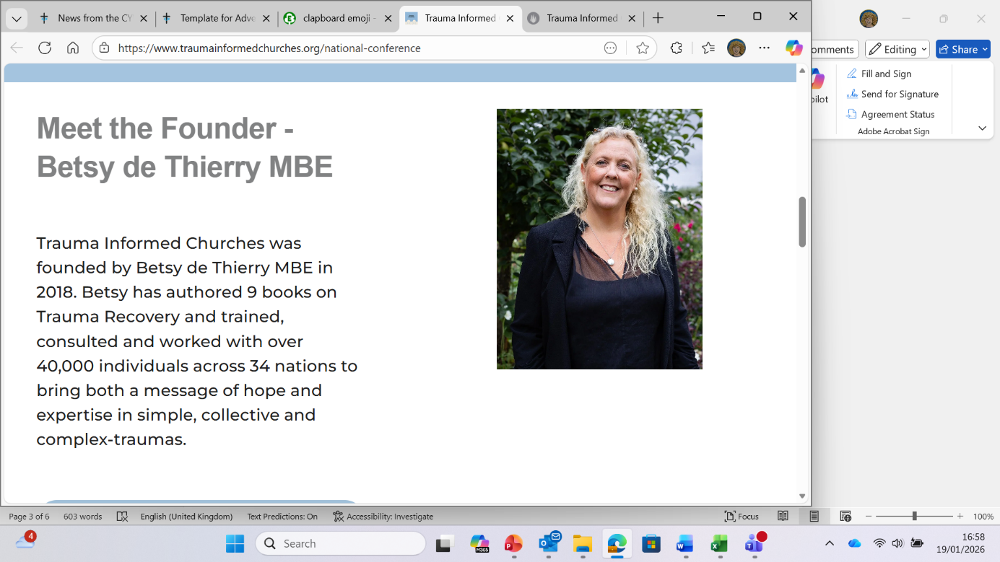 News from the CY
Template for Adve
clapboard emoji -
Trauma Informed
Trauma Informed
https://www.traumainformedchurches.org/national-conference
omments
Editing
Share
Meet the Founder -
Betsy de Thierry MBE
Trauma Informed Churches was
founded by Betsy de Thierry MBE in
2018. Betsy has authored 9 books on
Trauma Recovery and trained,
consulted and worked with over
40,000 individuals across 34 nations to
bring both a message of hope and
expertise in simple, collective and
complex-traumas.
pilot
Fill and Sign
Send for Signature
Agreement Status
Adobe Acrobat Sign
Page 3 of 6
603 words
English (United Kingdom)
Text Predictions: On
Accessibility: Investigate
Focus
100%
4
Search
M365
16:58
19/01/2026